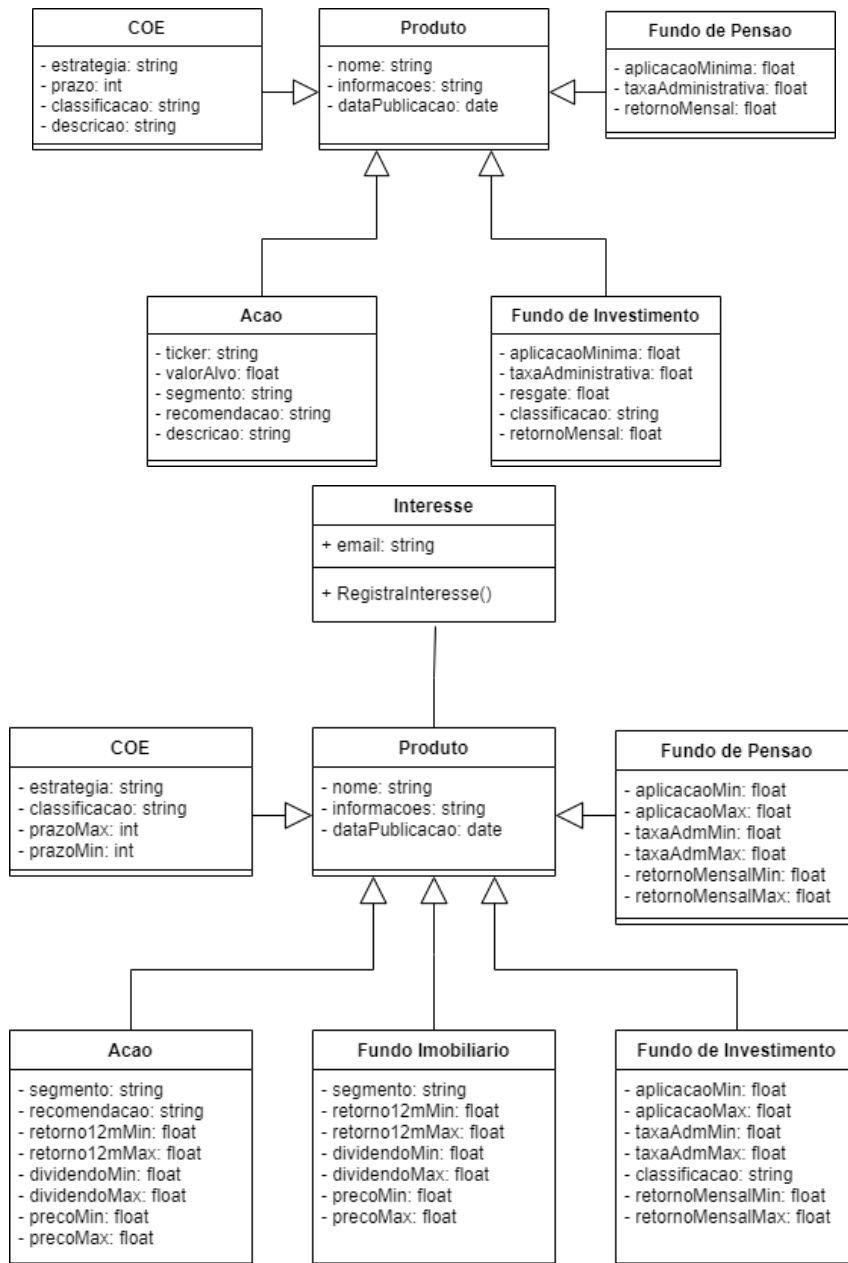 COE
- estrategia: string
- prazo: int
- classificacao: string
- descricao: string
Produto
- nome: string
- informacoes: string
- dataPublicacao: date
Fundo de Pensao
- aplicacaoMinima: float
- taxaAdministrativa: float
- retornoMensal: float
Acao
- ticker: string
- valorAlvo: float
- segmento: string
- recomendacao: string
- descricao: string
Fundo de Investimento
- aplicacaoMinima: float
- taxaAdministrativa: float
- resgate: float
- classificacao: string
- retornoMensal: float
Interesse
+ email: string
+ RegistraInteresse()
COE
- estrategia: string
- classificacao: string
- prazoMax: int
- prazoMin: int
Produto
- nome: string
- informacoes: string
- dataPublicacao: date
Fundo de Pensao
- aplicacaoMin: float
- aplicacaoMax: float
- taxaAdmMin: float
- taxaAdmMax: float
- retornoMensalMin: float
- retornoMensalMax: float
Acao
- segmento: string
- recomendacao: string
- retorno12mMin: float
- retorno12mMax: float
- dividendoMin: float
- dividendoMax: float
- precoMin: float
- precoMax: float
Fundo Imobiliario
- segmento: string
- retorno12mMin: float
- retorno12mMax: float
- dividendoMin: float
- dividendoMax: float
- precoMin: float
- precoMax: float
Fundo de Investimento
- aplicacaoMin: float
- aplicacaoMax: float
- taxaAdmMin: float
- taxaAdmMax: float
- classificacao: string
- retornoMensalMin: float
- retornoMensalMax: float